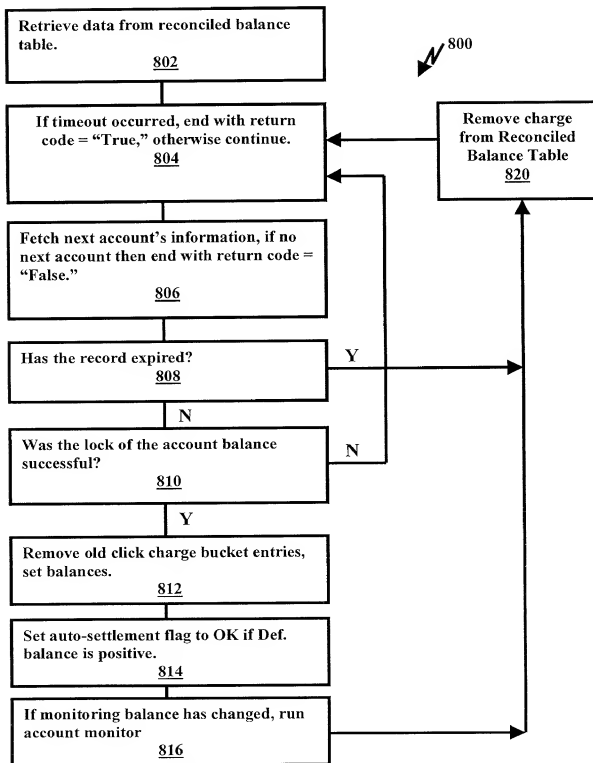 Retrieve data from reconciled balance
table.
802
800
If timeout occurred, end with return
code = “True,” otherwise continue.
804
Remove charge
from Reconciled
Balance Table
820
Fetch next account’s information, if no
next account then end with return code =
“False.”
806
Has the record expired?
808
Y
N
Was the lock of the account balance
successful?
810
N
Y
Remove old click charge bucket entries,
set balances.
812
Set auto-settlement flag to OK if Def.
balance is positive.
814
If monitoring balance has changed, run
account monitor
816